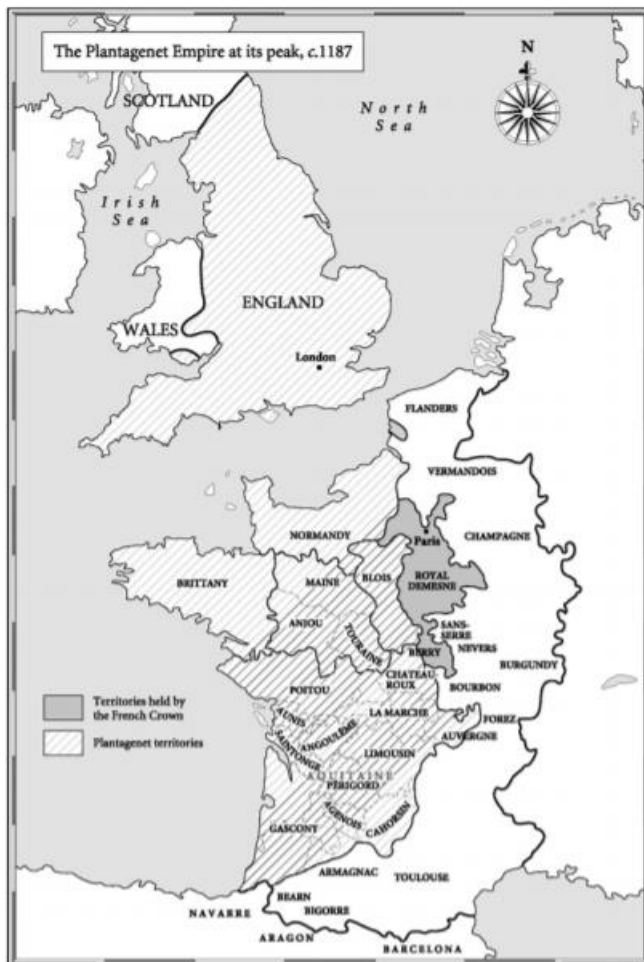 The Plantagenet Empire at its peak, c.1187
N
SCOTLAND
North
Sea
Irish
Sea
ENGLAND
WALES
London
FLANDERS
VERMANDOIS
NORMANDY
Paris
CHAMPAGNE
BRITTANY
MAINE
BLOIS
ROYAL
DEMESNE
ANJOU
TOURAINE
SANS-
SERRE
NEVERS
BERRY
BURGUNDY
CHATEAU
ROUX
POITOU
BOURBON
Territories held by
the French Crown
AUNIS
LA MARCHE
FOREZ
Plantagenet territories
SAINTONGE
ANGOULÊME
AUVERGNE
LIMOUSIN
AQUITAINE
PÉRIGORD
AGENOIS
CAHORSIN
GASCONY
ARMAGNAC
TOULOUSE
BEARN
NAVARRE
BIGORRE
ARAGON
BARCELONA